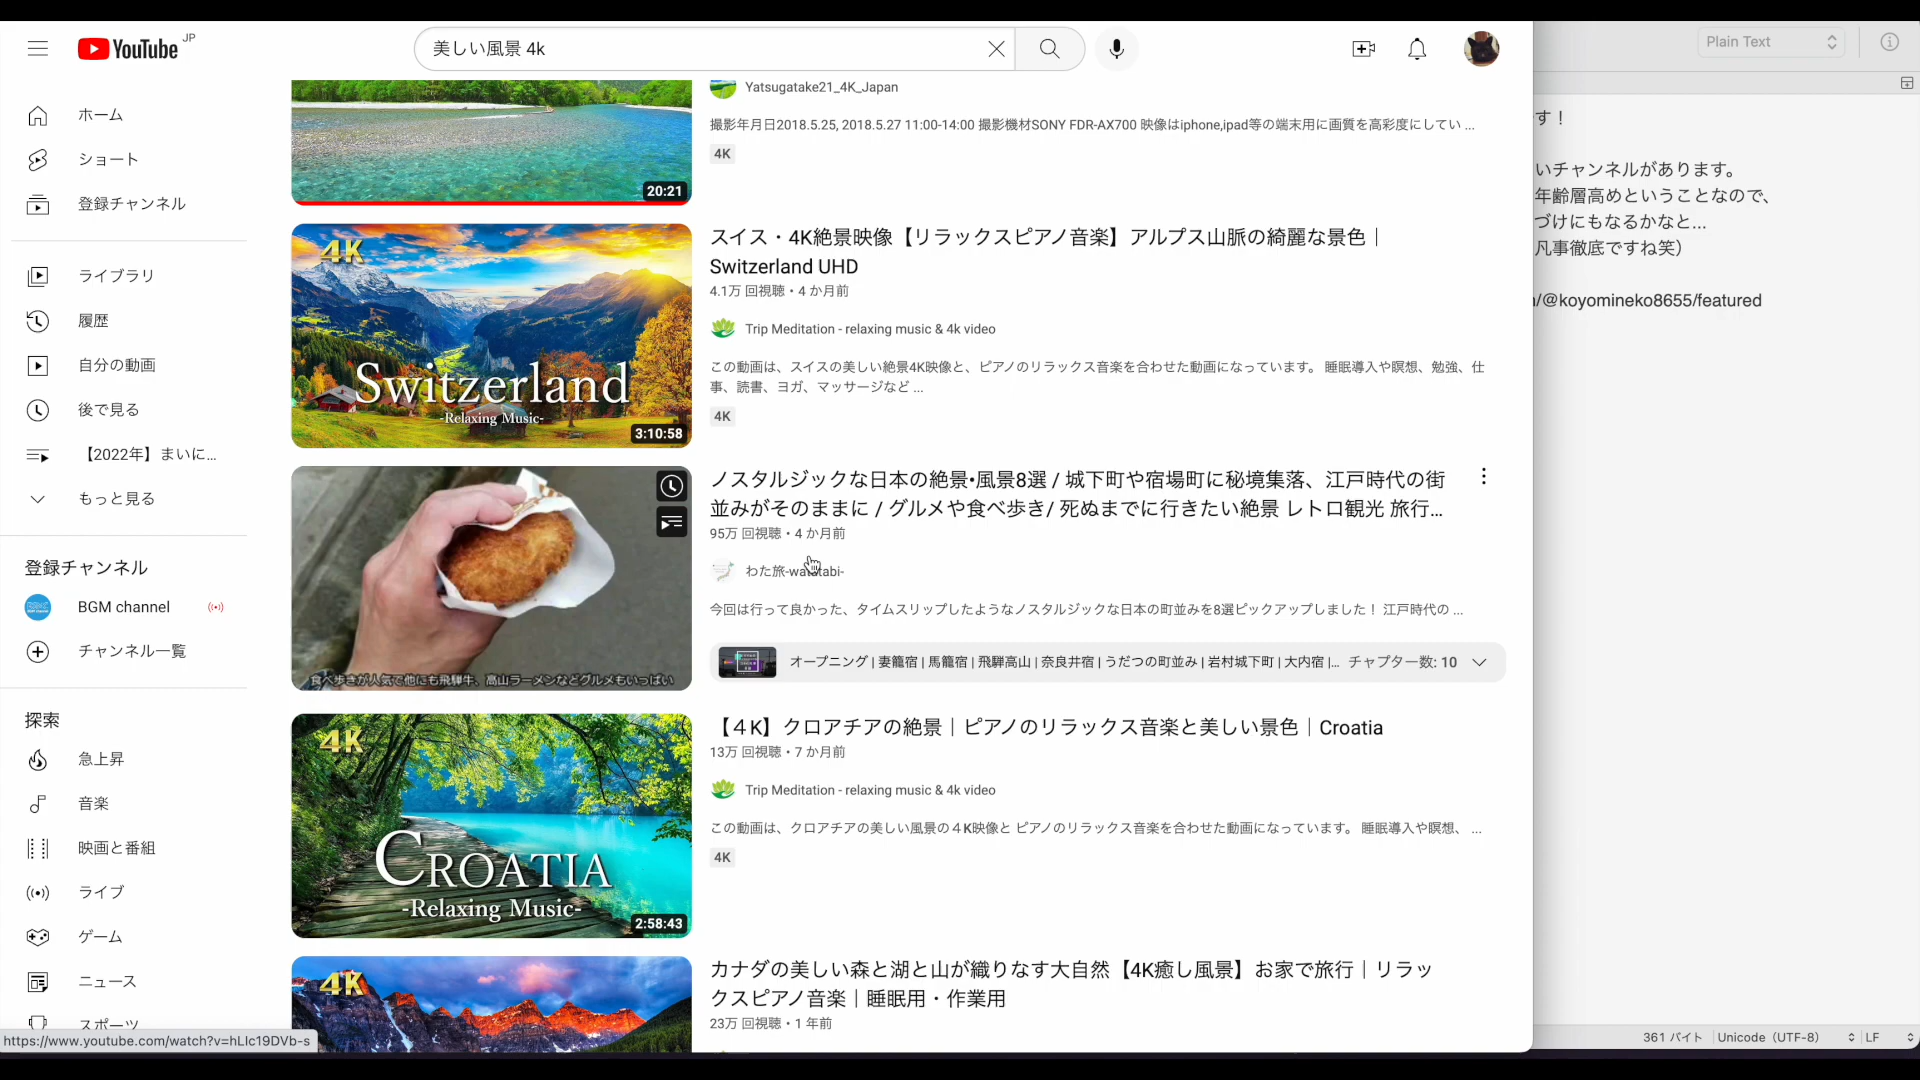 YouTube JP
美しい風景 4k
ホーム
ショート
登録チャンネル
ライブラリ
履歴
自分の動画
後で見る
【2022年】まいに...
もっと見る
登録チャンネル
BGM channel
チャンネル一覧
探索
急上昇
音楽
映画と番組
ライブ
ゲーム
ニュース
スポーツ
https://www.youtube.com/watch?v=hLIc19DVb-s
20:21
Yatsugatake21_4K_Japan
撮影年月日2018.5.25, 2018.5.27 11:00-14:00 撮影機材SONY FDR-AX700 映像はiphone,ipad等の端末用に画質を高彩度にしてい ...
4K
4K
Switzerland
-Relaxing Music-
3:10:58
スイス・4K絶景映像【リラックスピアノ音楽】アルプス山脈の綺麗な景色｜
Switzerland UHD
4.1万 回視聴・4 か月前
Trip Meditation - relaxing music & 4k video
この動画は、スイスの美しい絶景4K映像と、ピアノのリラックス音楽を合わせた動画になっています。 睡眠導入や瞑想、勉強、仕
事、読書、ヨガ、マッサージなど ...
4K
食べ歩きが人気で他にも飛騨牛、高山ラーメンなどグルメもいっぱい
ノスタルジックな日本の絶景•風景8選 / 城下町や宿場町に秘境集落、江戸時代の街
並みがそのままに / グルメや食べ歩き/ 死ぬまでに行きたい絶景 レトロ観光 旅行...
95万 回視聴・4 か月前
わた旅-watatabi-
今回は行って良かった、タイムスリップしたようなノスタルジックな日本の町並みを8選ピックアップしました！ 江戸時代の ...
オープニング | 妻籠宿 | 馬籠宿 | 飛騨高山 | 奈良井宿 | うだつの町並み | 岩村城下町 | 大内宿 |... チャプター数: 10
4K
CROATIA
-Relaxing Music-
2:58:43
【４K】クロアチアの絶景｜ピアノのリラックス音楽と美しい景色｜Croatia
13万 回視聴・7 か月前
Trip Meditation - relaxing music & 4k video
この動画は、クロアチアの美しい風景の４K映像と ピアノのリラックス音楽を合わせた動画になっています。 睡眠導入や瞑想、 ...
4K
4K
カナダの美しい森と湖と山が織りなす大自然【4K癒し風景】お家で旅行｜リラッ
クスピアノ音楽｜睡眠用・作業用
23万 回視聴・1 年前
Plain Text
す！
いチャンネルがあります。
年齢層高めということなので、
づけにもなるかなと...
凡事徹底ですね笑）
/@koyomineko8655/featured
361 バイト
Unicode（UTF-8）
LF